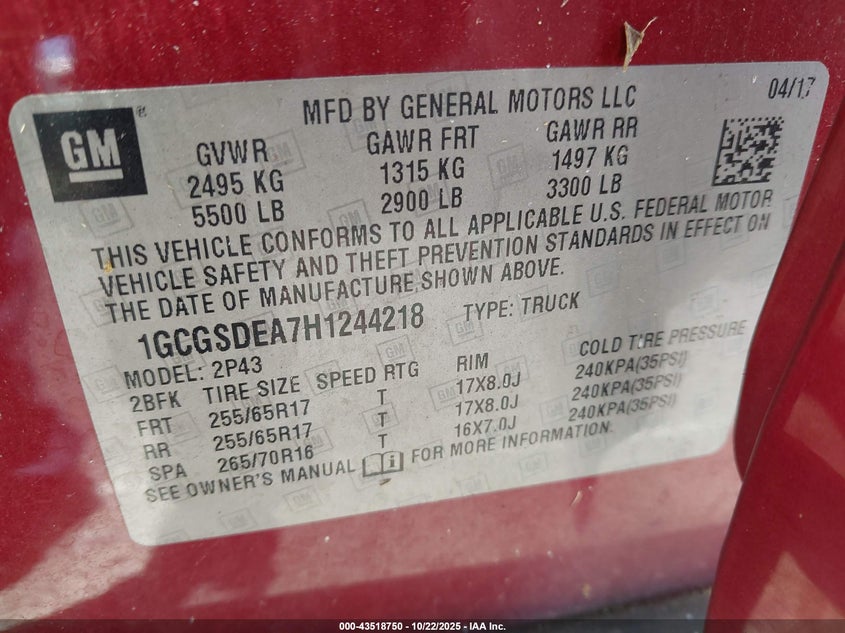 GM ®
MFD BY GENERAL MOTORS LLC 04/17
GVWR GAWR FRT GAWR RR
2495 KG 1315 KG 1497 KG
5500 LB 2900 LB 3300 LB
THIS VEHICLE CONFORMS TO ALL APPLICABLE U.S. FEDERAL MOTOR
VEHICLE SAFETY AND THEFT PREVENTION STANDARDS IN EFFECT ON
THE DATE OF MANUFACTURE SHOWN ABOVE.
1GCGSDEA7H1244218 TYPE: TRUCK
MODEL: 2P43
2BFK TIRE SIZE SPEED RTG RIM COLD TIRE PRESSURE
FRT 255/65R17 T 17X8.0J 240KPA(35PSI)
RR 255/65R17 T 17X8.0J 240KPA(35PSI)
SPA 265/70R16 T 16X7.0J 240KPA(35PSI)
SEE OWNER'S MANUAL FOR MORE INFORMATION.
000-43518750 - 10/22/2025 - IAA Inc.